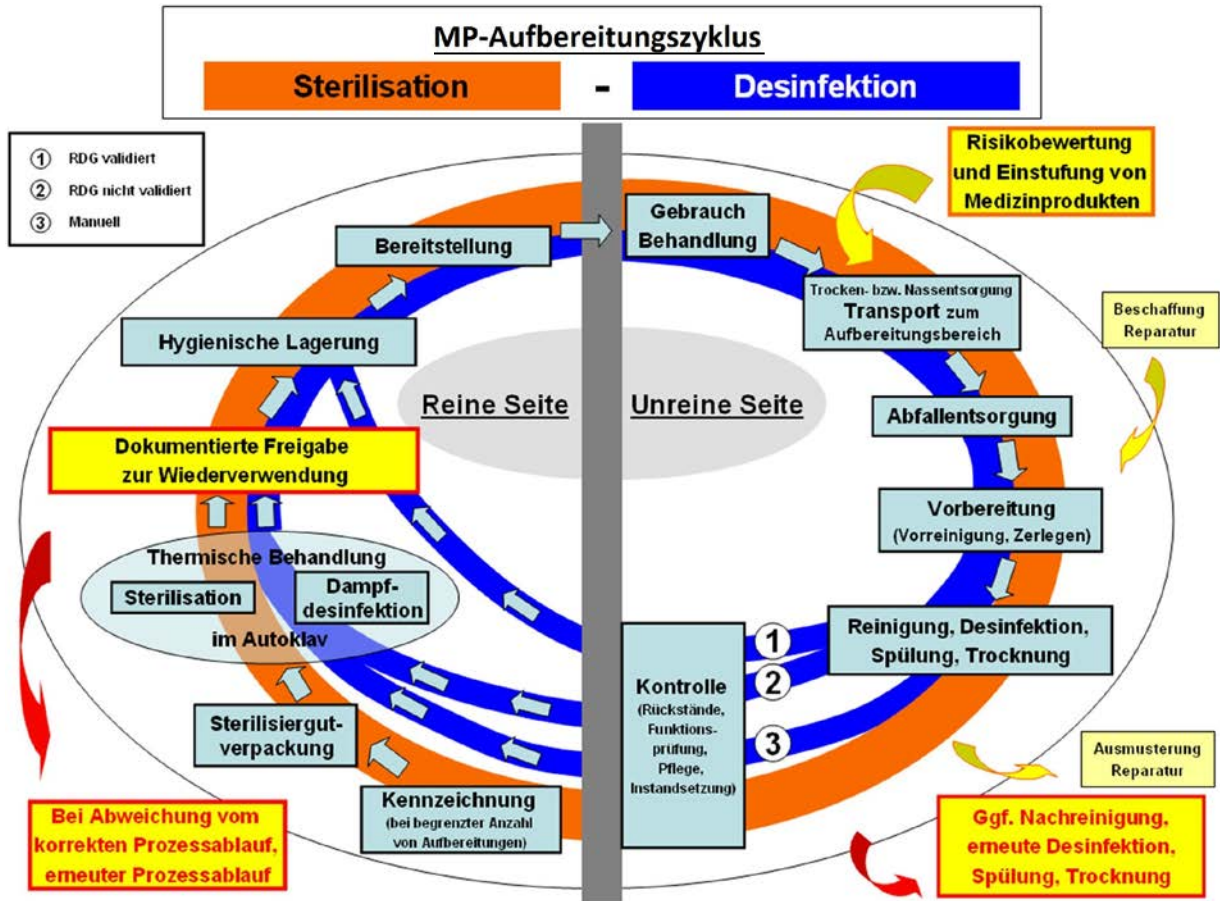 MP-Aufbereitungszyklus
Sterilisation - Desinfektion
① RDG validiert
② RDG nicht validiert
③ Manuell
Risikobewertung
und Einstufung von
Medizinprodukten
Gebrauch
Behandlung
Bereitstellung
Trocken- bzw. Nassentsorgung
Transport zum
Aufbereitungsbereich
Beschaffung
Reparatur
Hygienische Lagerung
Reine Seite
Unreine Seite
Abfallentsorgung
Dokumentierte Freigabe
zur Wiederverwendung
Vorbereitung
(Vorreinigung, Zerlegen)
Thermische Behandlung
Sterilisation
Dampf-
desinfektion
im Autoklav
Reinigung, Desinfektion,
Spülung, Trocknung
1
2
3
Kontrolle
(Rückstände,
Funktions-
prüfung,
Pflege,
Instandsetzung)
Sterilisiergut-
verpackung
Kennzeichnung
(bei begrenzter Anzahl
von Aufbereitungen)
Ausmusterung
Reparatur
Bei Abweichung vom
korrekten Prozessablauf,
erneuter Prozessablauf
Ggf. Nachreinigung,
erneute Desinfektion,
Spülung, Trocknung